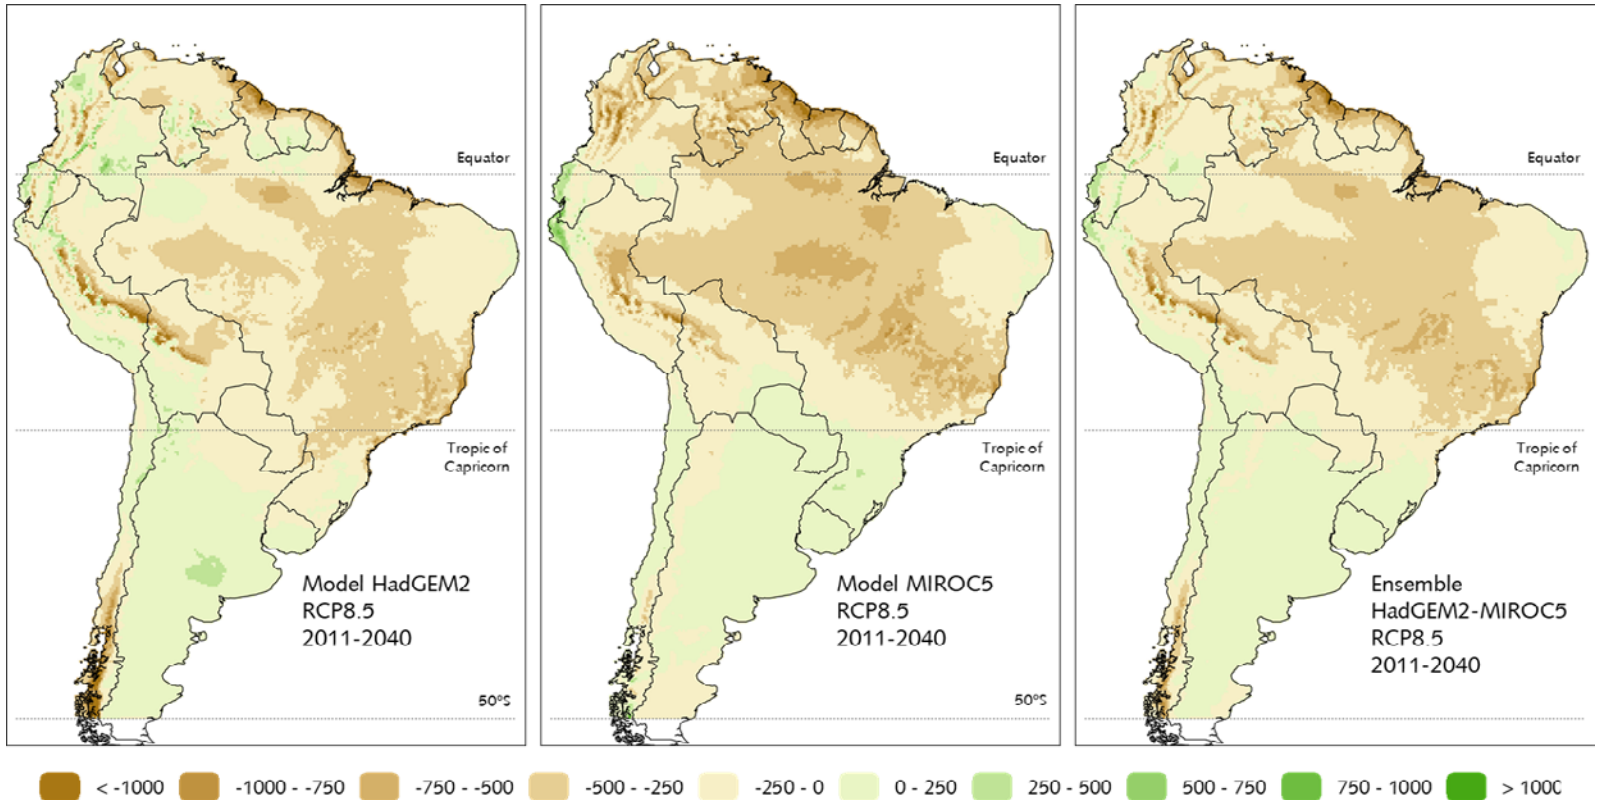 Equator
Tropic of
Capricorn
Model HadGEM2
RCP8.5
2011-2040
50°S
Equator
Tropic of
Capricorn
Model MIROC5
RCP8.5
2011-2040
50°S
Equator
Tropic of
Capricorn
Ensemble
HadGEM2-MIROC5
RCP8.5
2011-2040
< -1000 -1000 - -750 -750 - -500 -500 - -250 -250 - 0 0 - 250 250 - 500 500 - 750 750 - 1000 > 1000